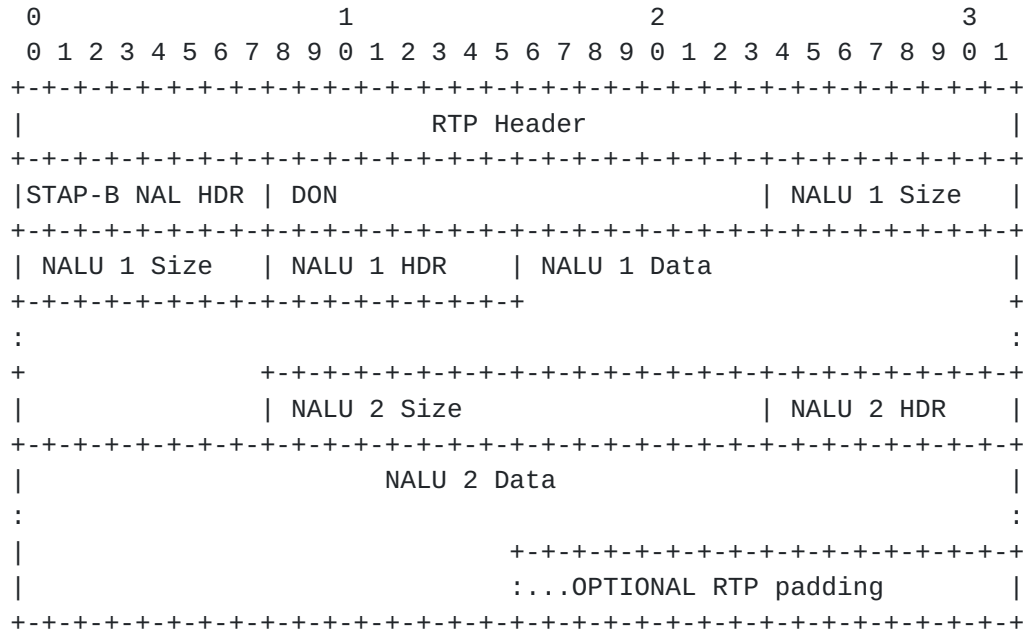 0                   1                   2                   3
 0 1 2 3 4 5 6 7 8 9 0 1 2 3 4 5 6 7 8 9 0 1 2 3 4 5 6 7 8 9 0 1
+-+-+-+-+-+-+-+-+-+-+-+-+-+-+-+-+-+-+-+-+-+-+-+-+-+-+-+-+-+-+-+-+
|                          RTP Header                           |
+-+-+-+-+-+-+-+-+-+-+-+-+-+-+-+-+-+-+-+-+-+-+-+-+-+-+-+-+-+-+-+-+
|STAP-B NAL HDR | DON                           | NALU 1 Size   |
+-+-+-+-+-+-+-+-+-+-+-+-+-+-+-+-+-+-+-+-+-+-+-+-+-+-+-+-+-+-+-+-+
| NALU 1 Size   | NALU 1 HDR    | NALU 1 Data                   |
+-+-+-+-+-+-+-+-+-+-+-+-+-+-+-+-+                               +
:                                                               :
+               +-+-+-+-+-+-+-+-+-+-+-+-+-+-+-+-+-+-+-+-+-+-+-+-+
|               | NALU 2 Size                   | NALU 2 HDR    |
+-+-+-+-+-+-+-+-+-+-+-+-+-+-+-+-+-+-+-+-+-+-+-+-+-+-+-+-+-+-+-+-+
|                       NALU 2 Data                             |
:                                                               :
|                               +-+-+-+-+-+-+-+-+-+-+-+-+-+-+-+-+
|                               :...OPTIONAL RTP padding        |
+-+-+-+-+-+-+-+-+-+-+-+-+-+-+-+-+-+-+-+-+-+-+-+-+-+-+-+-+-+-+-+-+